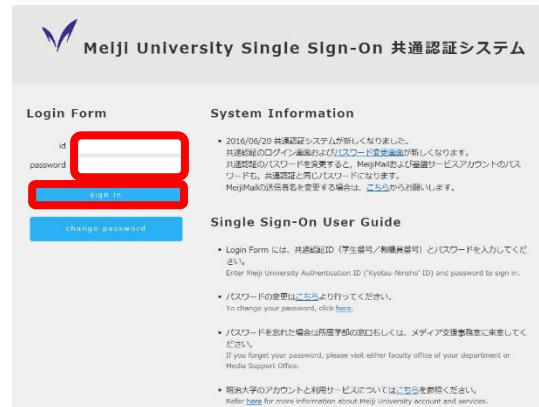 Meiji University Single Sign-On 共通認証システム
Login Form
id
password
sign in
change password
System Information
• 2016/06/20 共通認証システムが新しくなりました。
共通認証のログイン画面およびパスワード変更画面が新しくなります。
共通認証のパスワードを変更すると，MeijiMailおよび基盤サービスアカウントのパス
ワードも、共通認証と同じパスワードになります。
MeijiMailの送信者名を変更する場合は、こちらからお願いします。
Single Sign-On User Guide
• Login Form には、共通認証ID（学生番号／教職員番号）とパスワードを入力してくだ
さい。
Enter Meiji University Authentication ID ('Kyotsu-Ninsho' ID) and password to sign in.
• パスワードの変更はこちらより行ってください。
To change your password, click here.
• パスワードを忘れた場合は所属学部の窓口もしくは、メディア支援事務室に来室してく
ださい。
If you forget your password, please visit either faculty office of your department or
Media Support Office.
• 明治大学のアカウントと利用サービスについてはこちらを参照ください。
Refer here for more information about Meiji University account and services.